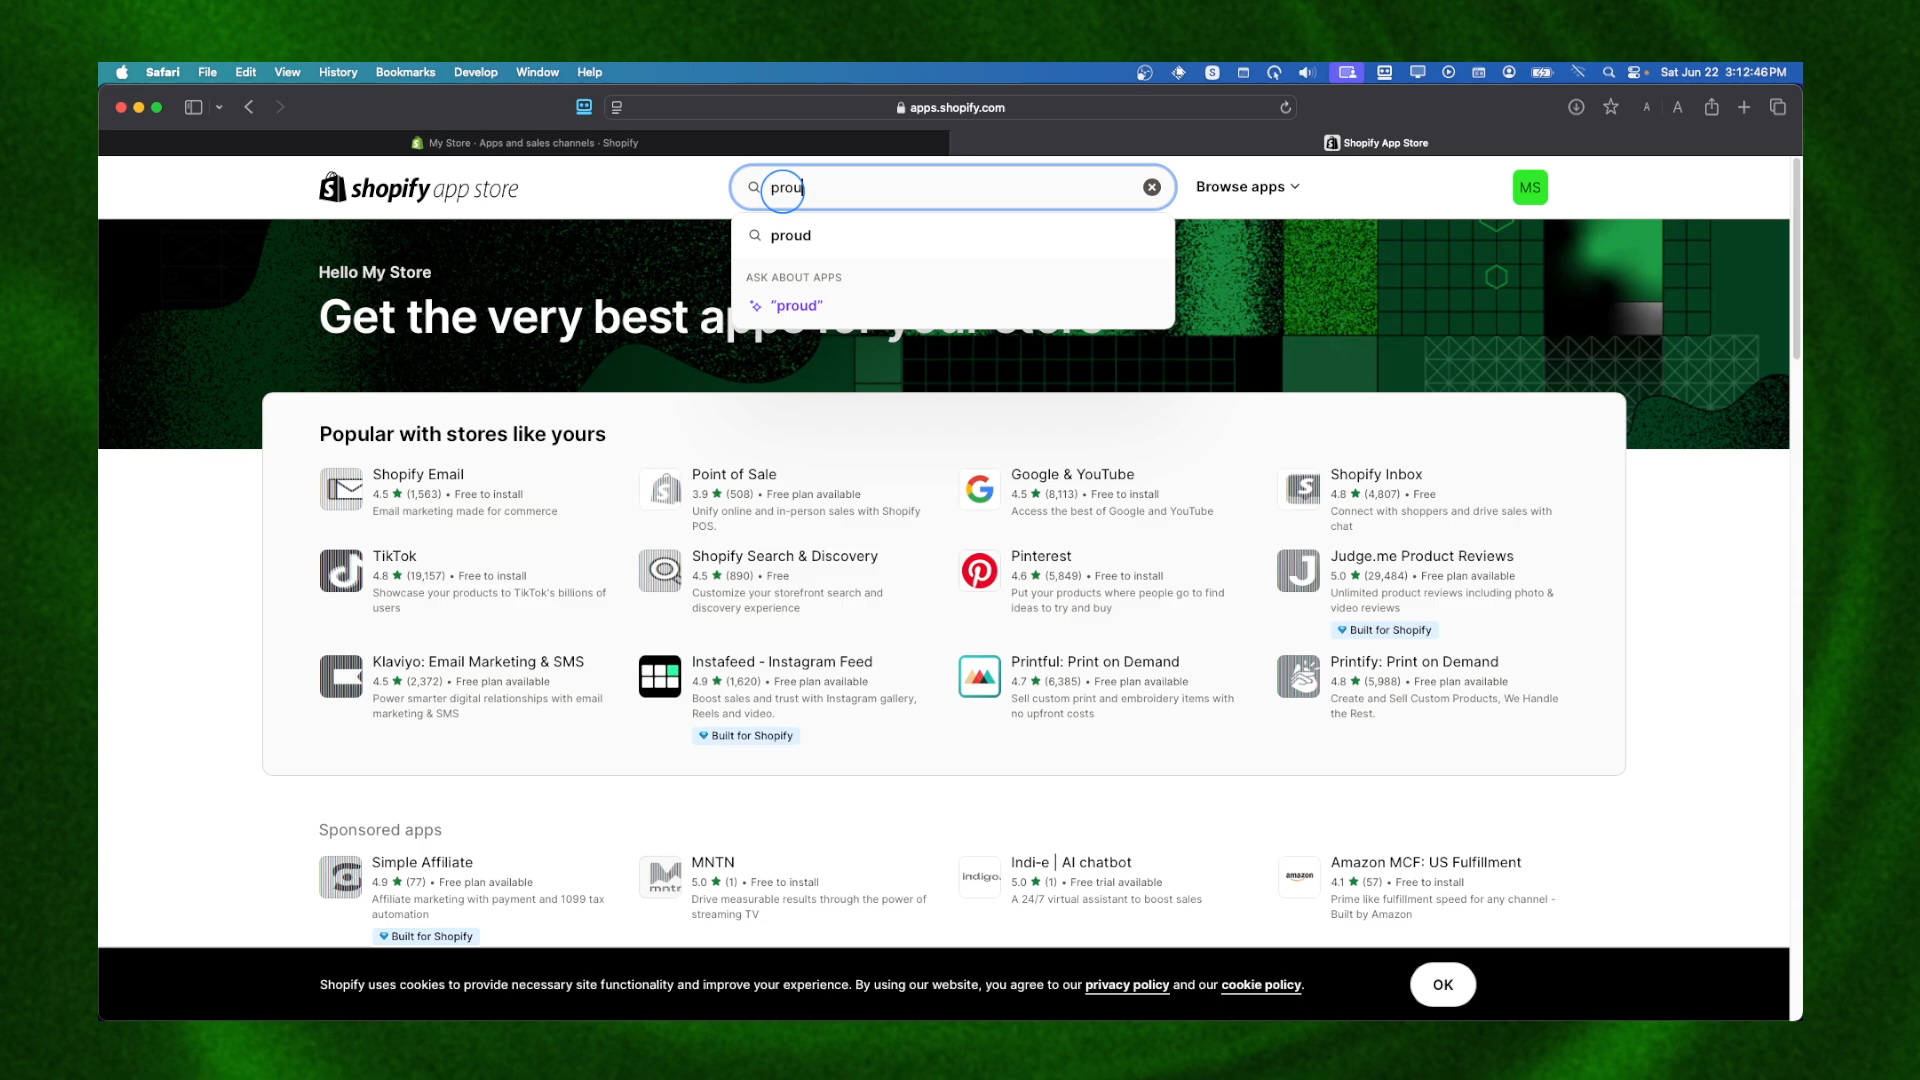 Safari File Edit View History Bookmarks Develop Window Help
Sat Jun 22 3:12:46 PM
apps.shopify.com
A A
My Store · Apps and sales channels · Shopify
Shopify App Store
shopify app store
prou
Browse apps
MS
proud
ASK ABOUT APPS
“proud”
Hello My Store
Get the very best apps for your store
Popular with stores like yours
Shopify Email
4.5 ★ (1,563) • Free to install
Email marketing made for commerce
Point of Sale
3.9 ★ (508) • Free plan available
Unify online and in-person sales with Shopify
POS.
Google & YouTube
4.5 ★ (8,113) • Free to install
Access the best of Google and YouTube
Shopify Inbox
4.8 ★ (4,807) • Free
Connect with shoppers and drive sales with
chat
TikTok
4.8 ★ (19,157) • Free to install
Showcase your products to TikTok's billions of
users
Shopify Search & Discovery
4.5 ★ (890) • Free
Customize your storefront search and
discovery experience
Pinterest
4.6 ★ (5,849) • Free to install
Put your products where people go to find
ideas to try and buy
Judge.me Product Reviews
5.0 ★ (29,484) • Free plan available
Unlimited product reviews including photo &
video reviews
Built for Shopify
Klaviyo: Email Marketing & SMS
4.5 ★ (2,372) • Free plan available
Power smarter digital relationships with email
marketing & SMS
Instafeed - Instagram Feed
4.9 ★ (1,620) • Free plan available
Boost sales and trust with Instagram gallery,
Reels and video.
Built for Shopify
Printful: Print on Demand
4.7 ★ (6,385) • Free plan available
Sell custom print and embroidery items with
no upfront costs
Printify: Print on Demand
4.8 ★ (5,988) • Free plan available
Create and Sell Custom Products, We Handle
the Rest.
Sponsored apps
Simple Affiliate
4.9 ★ (77) • Free plan available
Affiliate marketing with payment and 1099 tax
automation
Built for Shopify
mntn
MNTN
5.0 ★ (1) • Free to install
Drive measurable results through the power of
streaming TV
indigo.
Indi-e | AI chatbot
5.0 ★ (1) • Free trial available
A 24/7 virtual assistant to boost sales
amazon
Amazon MCF: US Fulfillment
4.1 ★ (57) • Free to install
Prime like fulfillment speed for any channel -
Built by Amazon
Shopify uses cookies to provide necessary site functionality and improve your experience. By using our website, you agree to our privacy policy and our cookie policy.
OK